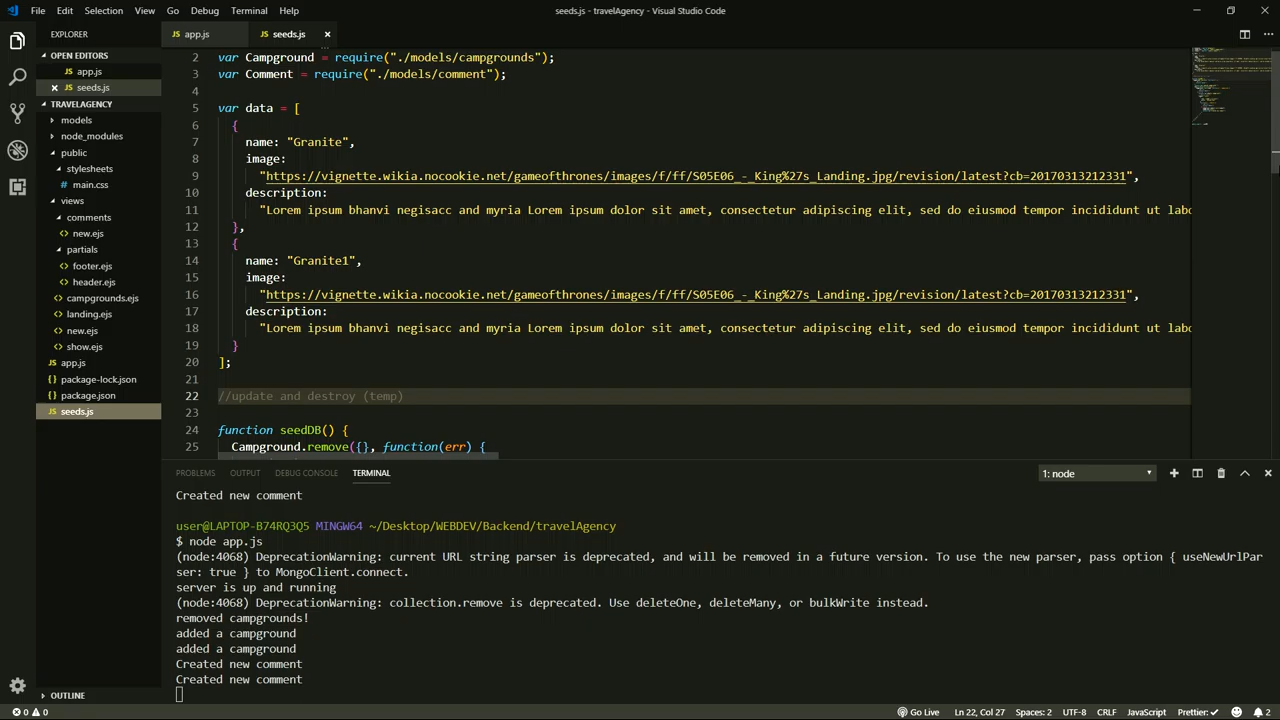 File Edit Selection View Go Debug Terminal Help
seeds.js - travelAgency - Visual Studio Code
EXPLORER
OPEN EDITORS
app.js
seeds.js
TRAVELAGENCY
models
node_modules
public
stylesheets
main.css
views
comments
new.ejs
partials
footer.ejs
header.ejs
campgrounds.ejs
landing.ejs
new.ejs
show.ejs
app.js
package-lock.json
package.json
seeds.js
OUTLINE
app.js seeds.js
2 var Campground = require("./models/campgrounds");
3 var Comment = require("./models/comment");
4
5 var data = [
6 {
7 name: "Granite",
8 image:
9 "https://vignette.wikia.nocookie.net/gameofthrones/images/f/ff/S05E06_-_King%27s_Landing.jpg/revision/latest?cb=20170313212331",
10 description:
11 "Lorem ipsum bhanvi negisacc and myria Lorem ipsum dolor sit amet, consectetur adipiscing elit, sed do eiusmod tempor incididunt ut labo
12 },
13 {
14 name: "Granite1",
15 image:
16 "https://vignette.wikia.nocookie.net/gameofthrones/images/f/ff/S05E06_-_King%27s_Landing.jpg/revision/latest?cb=20170313212331",
17 description:
18 "Lorem ipsum bhanvi negisacc and myria Lorem ipsum dolor sit amet, consectetur adipiscing elit, sed do eiusmod tempor incididunt ut labo
19 }
20 ];
21
22 //update and destroy (temp)
23
24 function seedDB() {
25 Campground.remove({}, function(err) {
PROBLEMS OUTPUT DEBUG CONSOLE TERMINAL 1: node
Created new comment
user@LAPTOP-B74RQ3Q5 MINGW64 ~/Desktop/WEBDEV/Backend/travelAgency
$ node app.js
(node:4068) DeprecationWarning: current URL string parser is deprecated, and will be removed in a future version. To use the new parser, pass option { useNewUrlPar
ser: true } to MongoClient.connect.
server is up and running
(node:4068) DeprecationWarning: collection.remove is deprecated. Use deleteOne, deleteMany, or bulkWrite instead.
removed campgrounds!
added a campground
added a campground
Created new comment
Created new comment
0 0 Go Live Ln 22, Col 27 Spaces: 2 UTF-8 CRLF JavaScript Prettier: ✓ 2